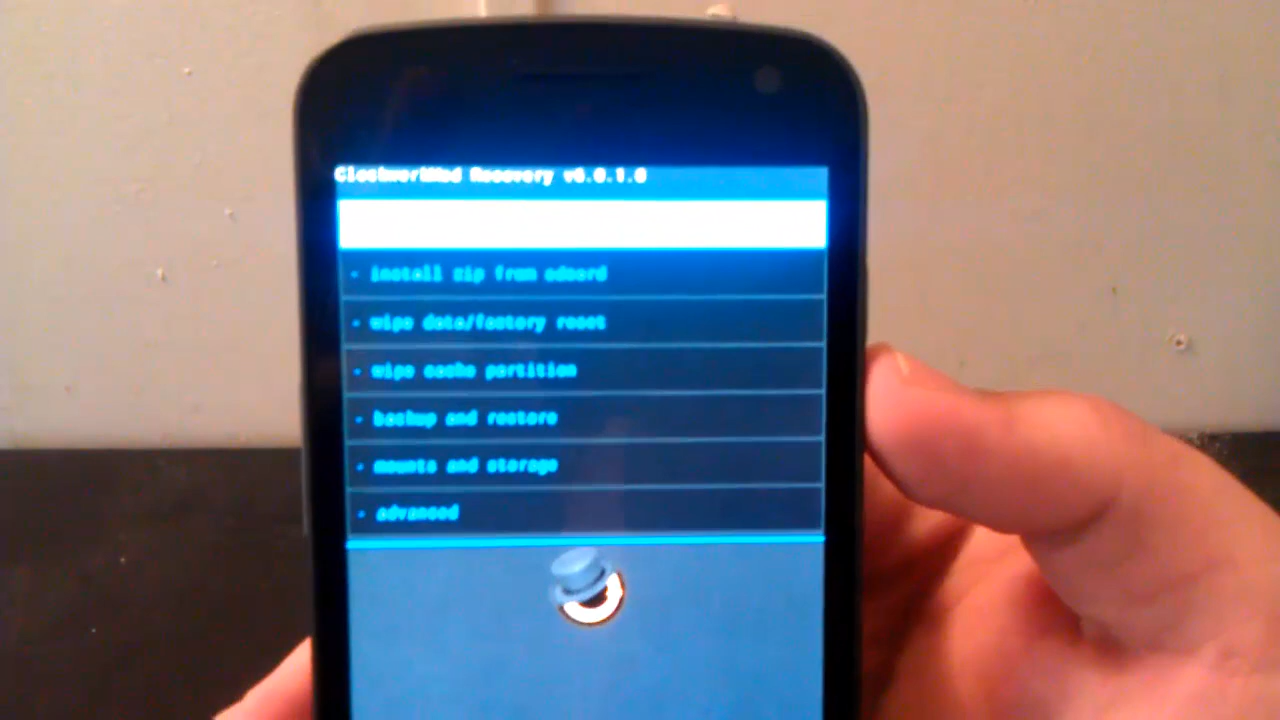 ClockworkMod Recovery v6.0.1.0
- install zip from sdcard
- wipe data/factory reset
- wipe cache partition
- backup and restore
- mounts and storage
- advanced